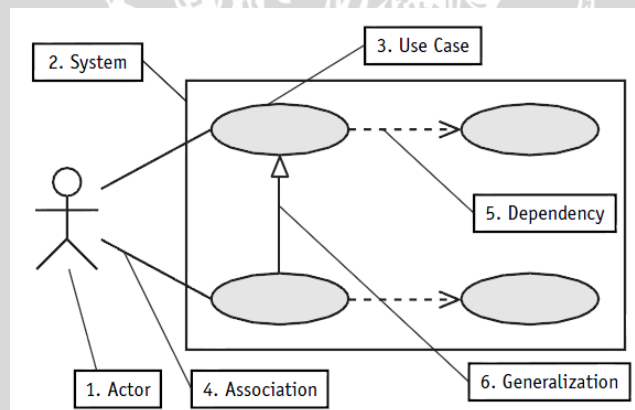 3. Use Case
2. System
5. Dependency
6. Generalization
1. Actor
4. Association